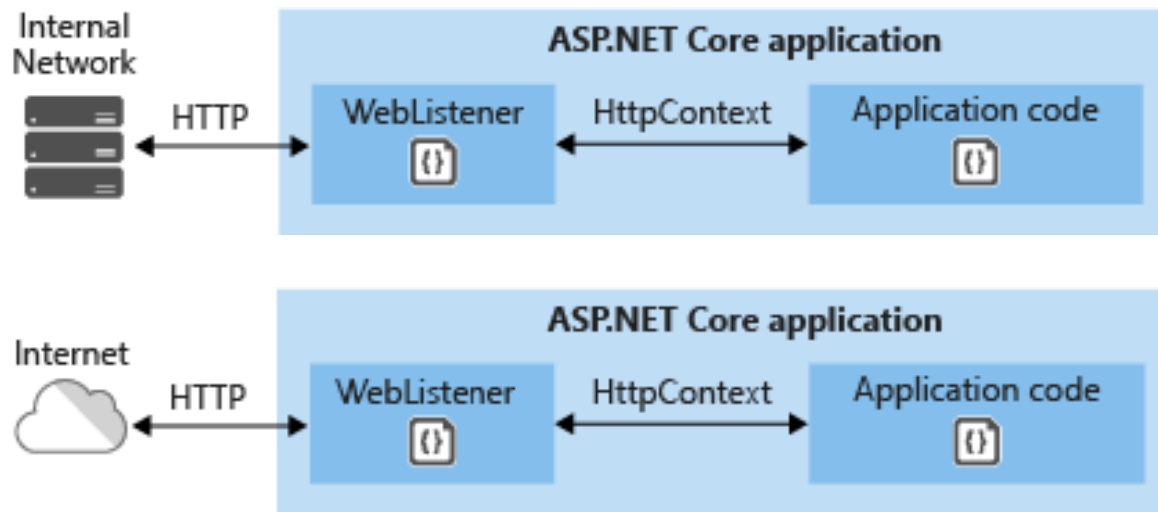 Internal
Network
ASP.NET Core application
HTTP
WebListener
{}
HttpContext
Application code
{}
ASP.NET Core application
Internet
HTTP
WebListener
{}
HttpContext
Application code
{}